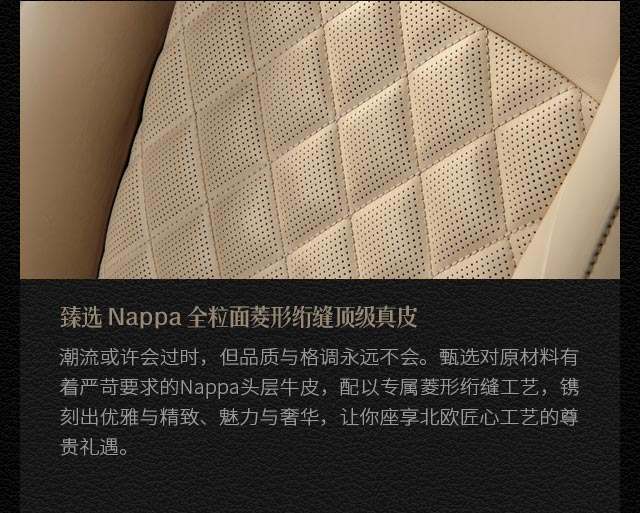 臻选 Nappa 全粒面菱形绗缝顶级真皮
潮流或许会过时，但品质与格调永远不会。甄选对原材料有
着严苛要求的Nappa头层牛皮，配以专属菱形绗缝工艺，镌
刻出优雅与精致、魅力与奢华，让你座享北欧匠心工艺的尊
贵礼遇。